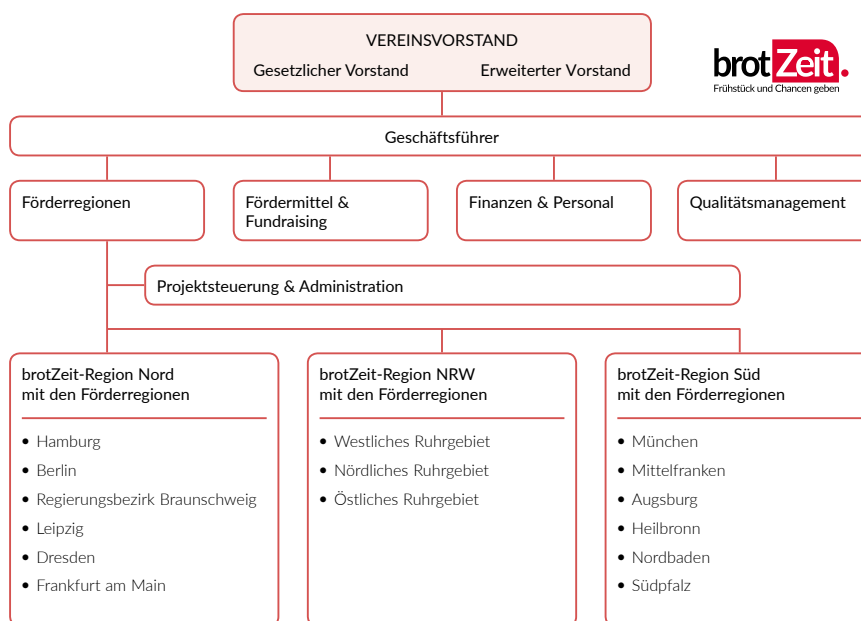 VEREINSVORSTAND
Gesetzlicher Vorstand Erweiterter Vorstand
brotZeit.
Frühstück und Chancen geben
Geschäftsführer
Förderregionen
Fördermittel &
Fundraising
Finanzen & Personal
Qualitätsmanagement
Projektsteuerung & Administration
brotZeit-Region Nord
mit den Förderregionen
• Hamburg
• Berlin
• Regierungsbezirk Braunschweig
• Leipzig
• Dresden
• Frankfurt am Main
brotZeit-Region NRW
mit den Förderregionen
• Westliches Ruhrgebiet
• Nördliches Ruhrgebiet
• Östliches Ruhrgebiet
brotZeit-Region Süd
mit den Förderregionen
• München
• Mittelfranken
• Augsburg
• Heilbronn
• Nordbaden
• Südpfalz